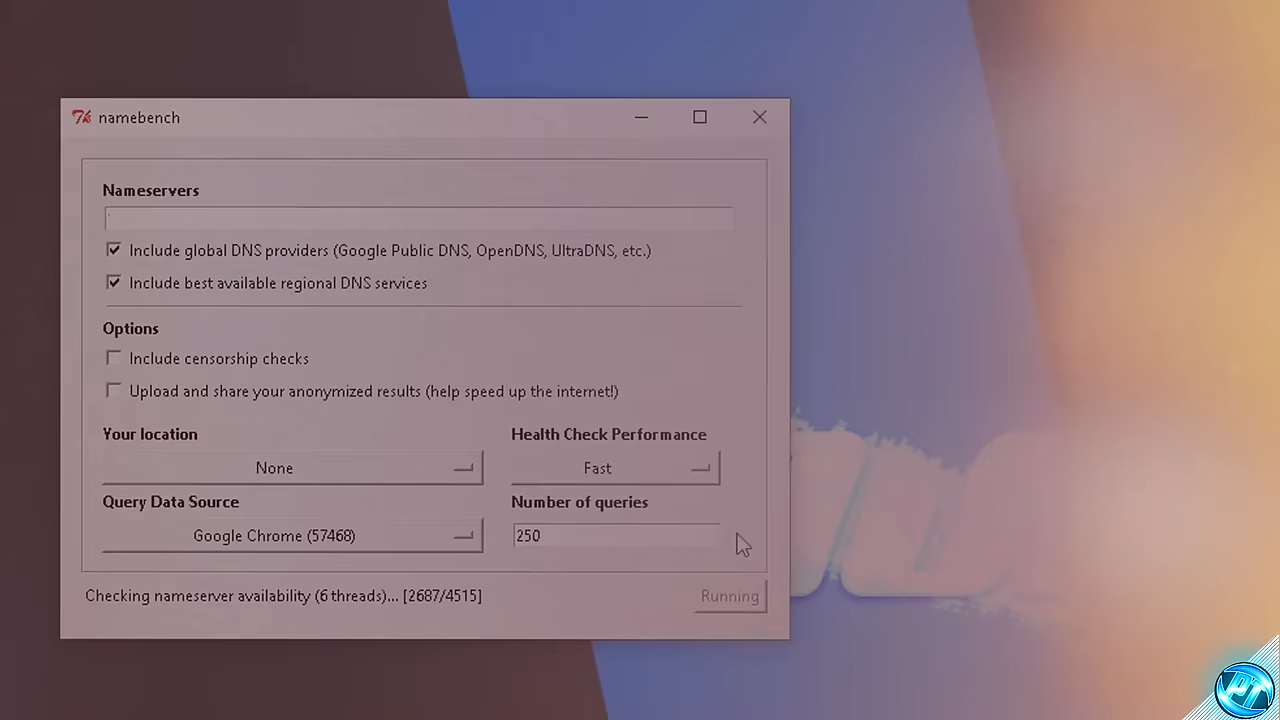 namebench
Nameservers
Include global DNS providers (Google Public DNS, OpenDNS, UltraDNS, etc.)
Include best available regional DNS services
Options
Include censorship checks
Upload and share your anonymized results (help speed up the internet!)
Your location
Health Check Performance
None
Fast
Query Data Source
Number of queries
Google Chrome (57468)
250
Checking nameserver availability (6 threads)... [2687/4515]
Running
PT